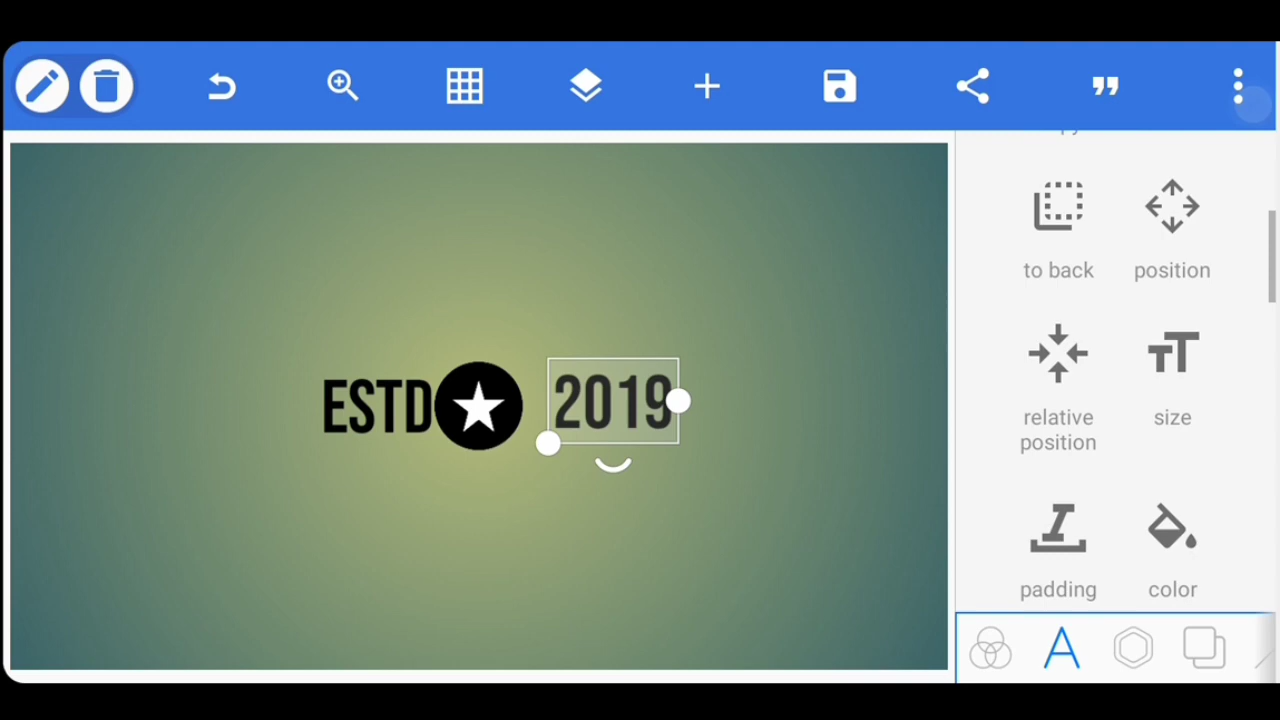 to back
position
ESTD
2019
relative
position
size
padding
color